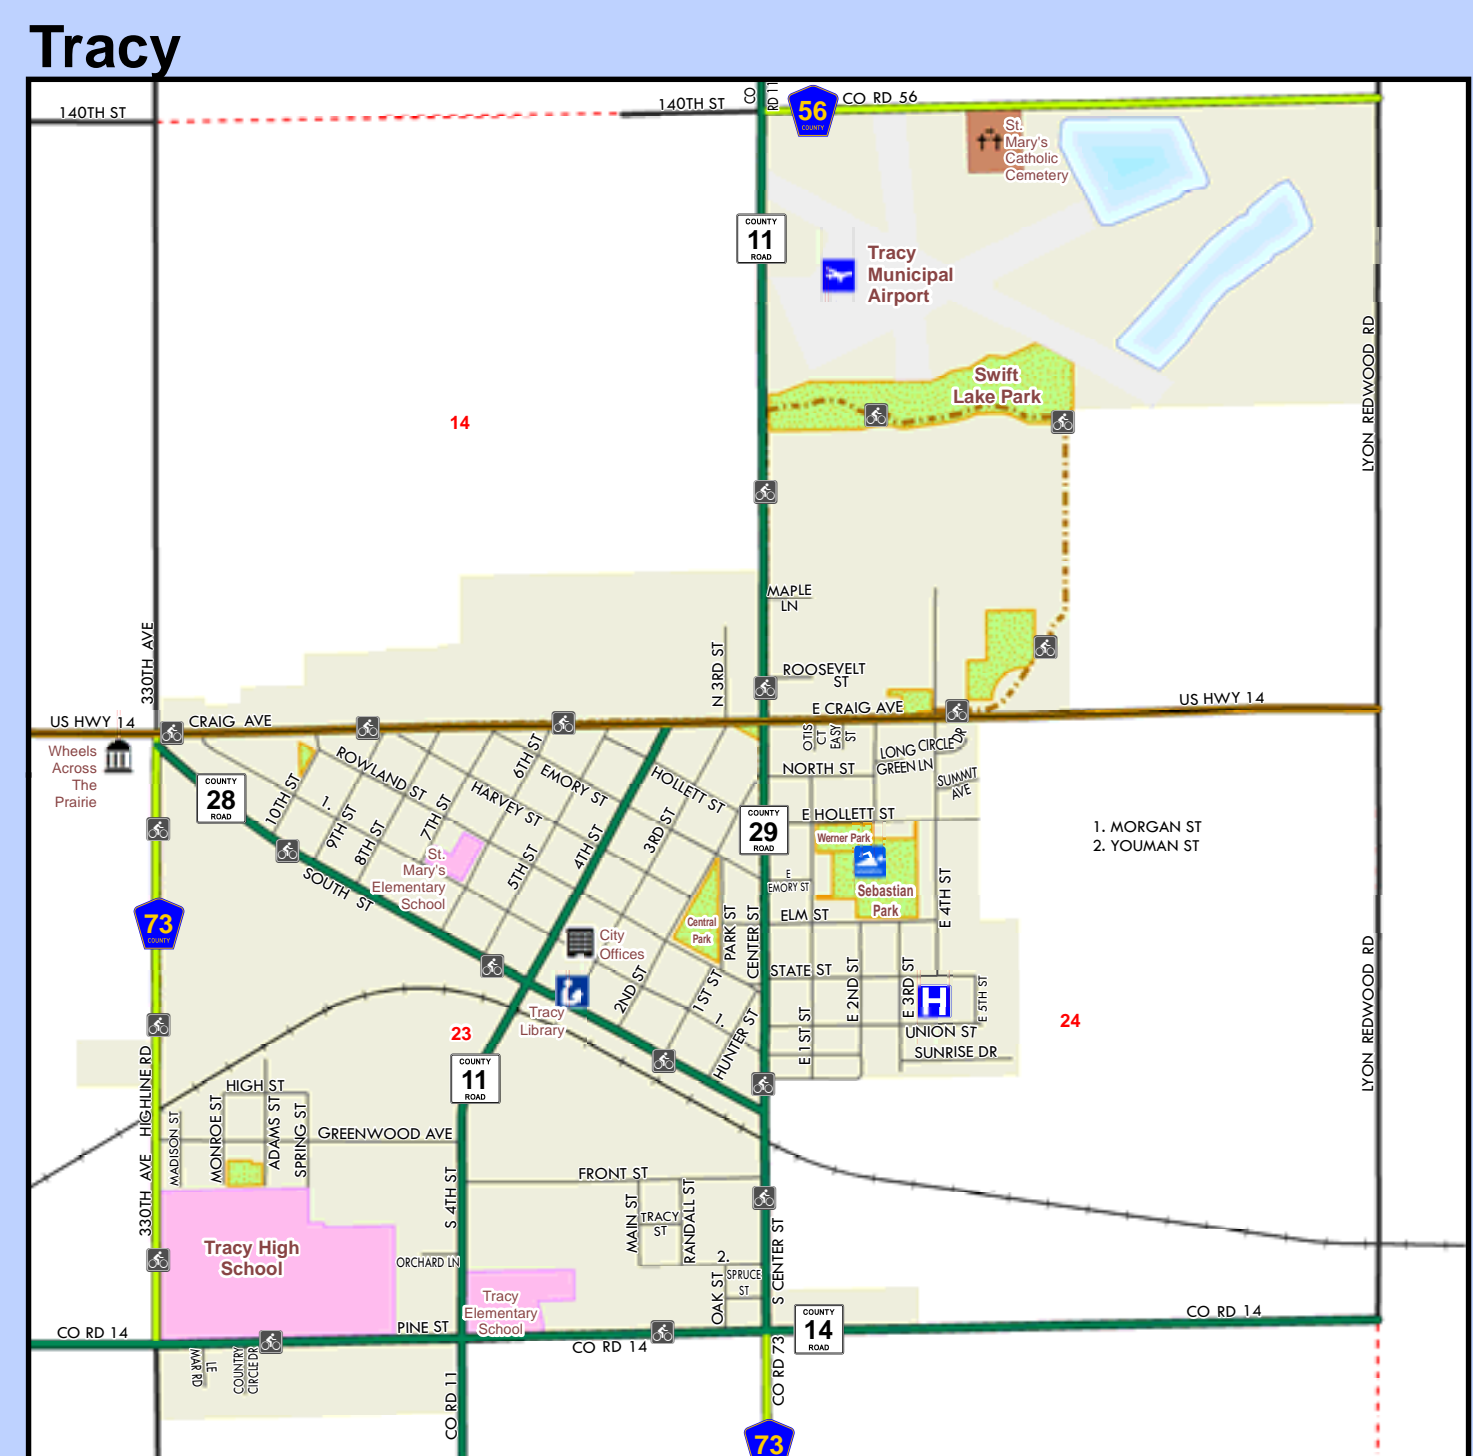 Tracy
140TH ST
140TH ST
CO
RD 11
56
COUNTY
CO RD 56
St.
Mary's
Catholic
Cemetery
COUNTY
11
ROAD
Tracy
Municipal
Airport
LYON REDWOOD RD
Swift
Lake Park
14
MAPLE
LN
330TH AVE
N 3RD ST
ROOSEVELT
ST
US HWY 14
CRAIG AVE
E CRAIG AVE
US HWY 14
Wheels
Across
The
Prairie
COUNTY
28
ROAD
10TH ST
1.
ROWLAND ST
9TH ST
8TH ST
7TH ST
HARVEY ST
6TH ST
EMORY ST
5TH ST
4TH ST
HOLLETT ST
3RD ST
OTIS
CT
EASY
ST
LONG CIRCLE DR
GREEN LN
NORTH ST
SUMMIT
AVE
E HOLLETT ST
COUNTY
29
ROAD
Werner Park
1. MORGAN ST
2. YOUMAN ST
St.
Mary's
Elementary
School
SOUTH ST
E
EMORY ST
Sebastian
Park
E 4TH ST
73
COUNTY
Central
Park
PARK ST
CENTER ST
ELM ST
City
Offices
STATE ST
2ND ST
1ST ST
1.
HUNTER ST
E 1ST ST
E 2ND ST
E 3RD ST
H
E 5TH ST
UNION ST
SUNRISE DR
24
Tracy
Library
23
COUNTY
11
ROAD
LYON REDWOOD RD
330TH AVE HIGHLINE RD
HIGH ST
MADISON ST
MONROE ST
ADAMS ST
SPRING ST
GREENWOOD AVE
S 4TH ST
FRONT ST
MAIN ST
TRACY
ST
RANDALL ST
S CENTER ST
Tracy High
School
ORCHARD LN
2.
OAK ST
SPRUCE
ST
Tracy
Elementary
School
PINE ST
CO RD 14
CO RD 14
COUNTY
14
ROAD
CO RD 14
LE
MAR RD
COUNTRY
CIRCLE DR
CO RD 11
CO RD 73
73